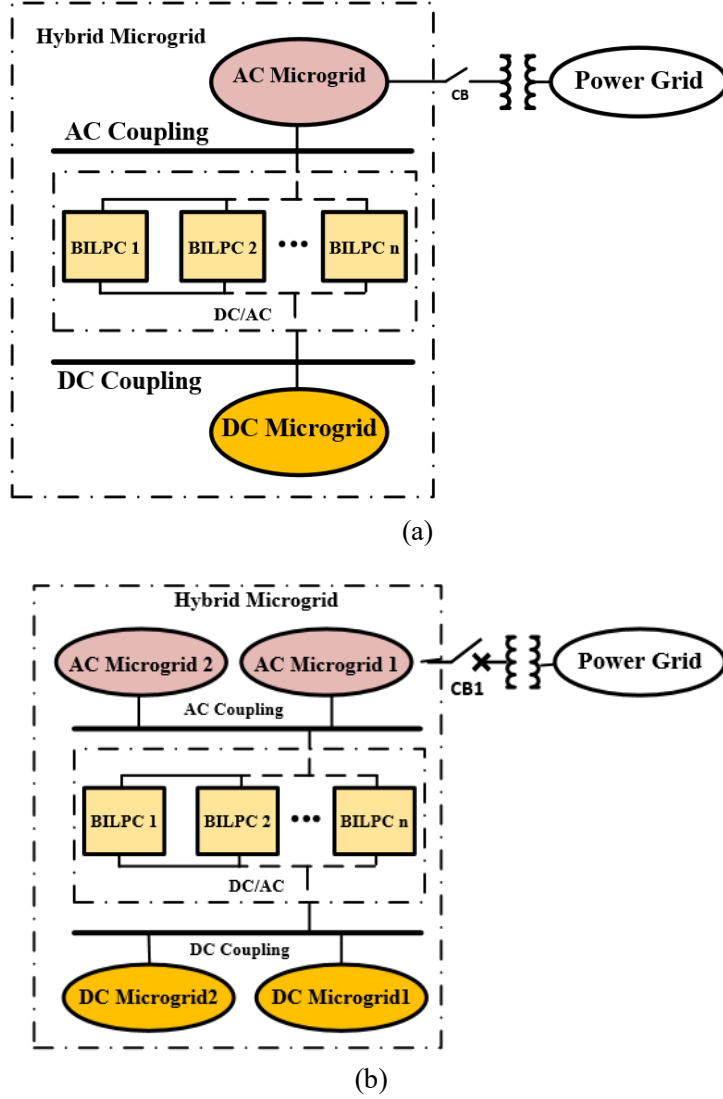 Hybrid Microgrid
AC Microgrid
CB
Power Grid
AC Coupling
BILPC 1
BILPC 2
BILPC n
DC/AC
DC Coupling
DC Microgrid
(a)
Hybrid Microgrid
AC Microgrid 2
AC Microgrid 1
CB1
Power Grid
AC Coupling
BILPC 1
BILPC 2
BILPC n
DC/AC
DC Coupling
DC Microgrid2
DC Microgrid1
(b)